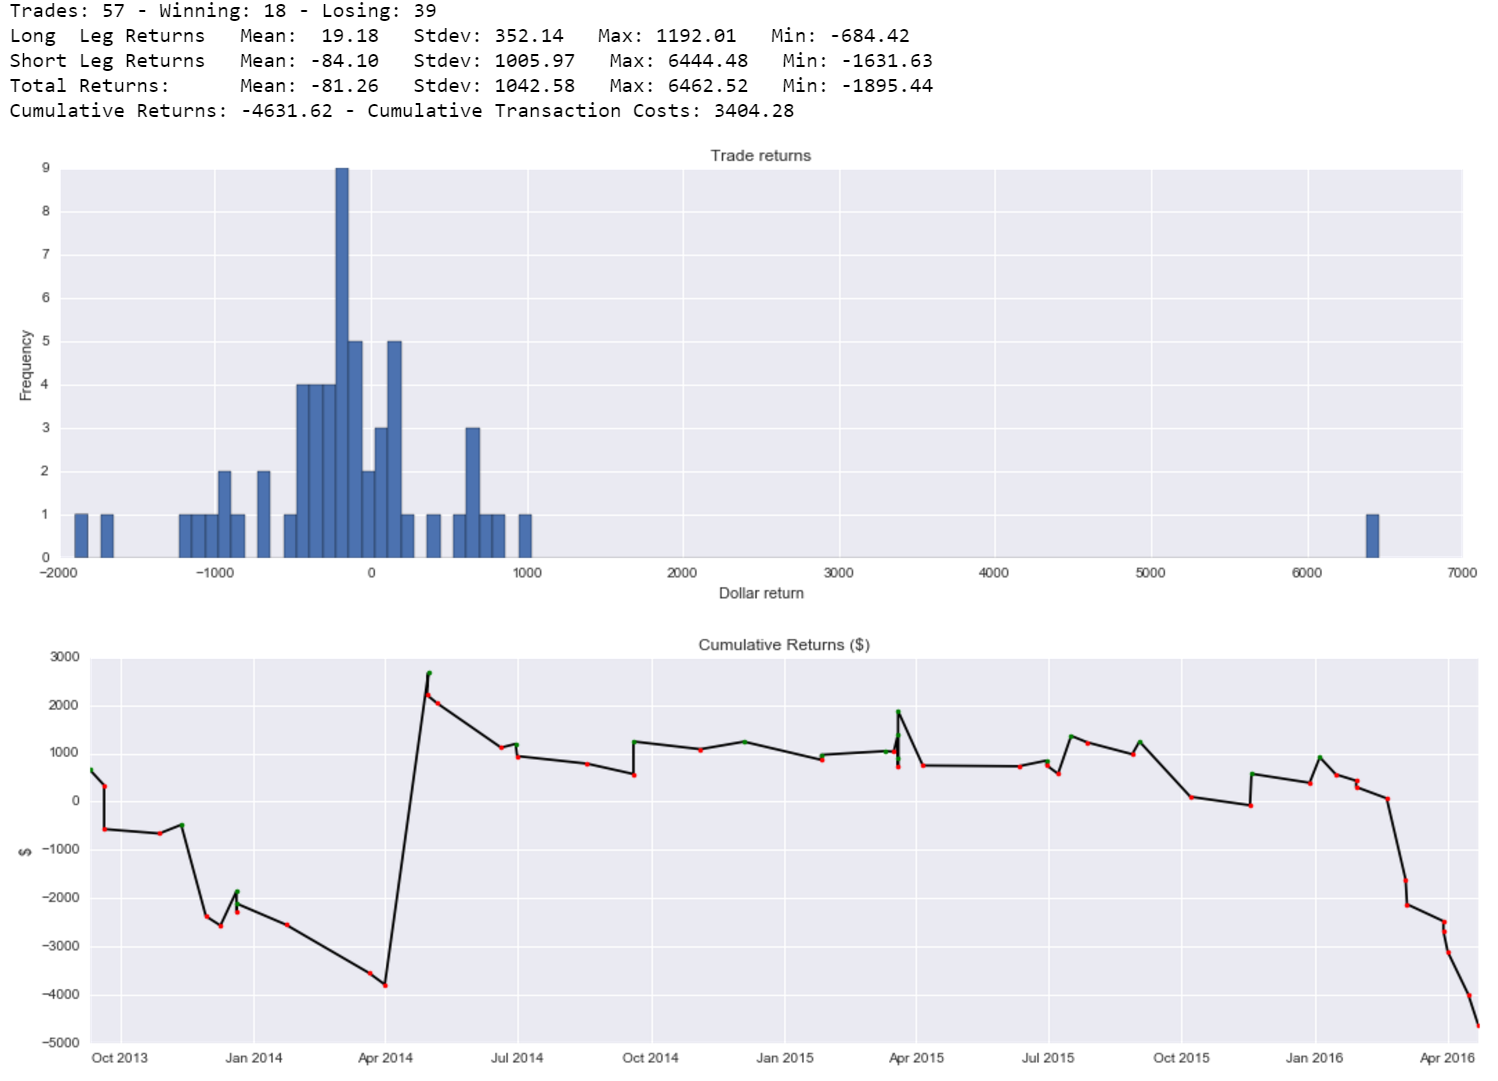 Trades: 57 - Winning: 18 - Losing: 39
Long  Leg Returns   Mean:  19.18   Stdev: 352.14   Max: 1192.01   Min: -684.42
Short Leg Returns   Mean: -84.10   Stdev: 1005.97   Max: 6444.48   Min: -1631.63
Total Returns:      Mean: -81.26   Stdev: 1042.58   Max: 6462.52   Min: -1895.44
Cumulative Returns: -4631.62 - Cumulative Transaction Costs: 3404.28
Trade returns
9
8
7
6
5
4
3
2
1
0
Frequency
−2000 −1000 0 1000 2000 3000 4000 5000 6000 7000
Dollar return
Cumulative Returns ($)
3000
2000
1000
0
−1000
−2000
−3000
−4000
−5000
$
Oct 2013 Jan 2014 Apr 2014 Jul 2014 Oct 2014 Jan 2015 Apr 2015 Jul 2015 Oct 2015 Jan 2016 Apr 2016